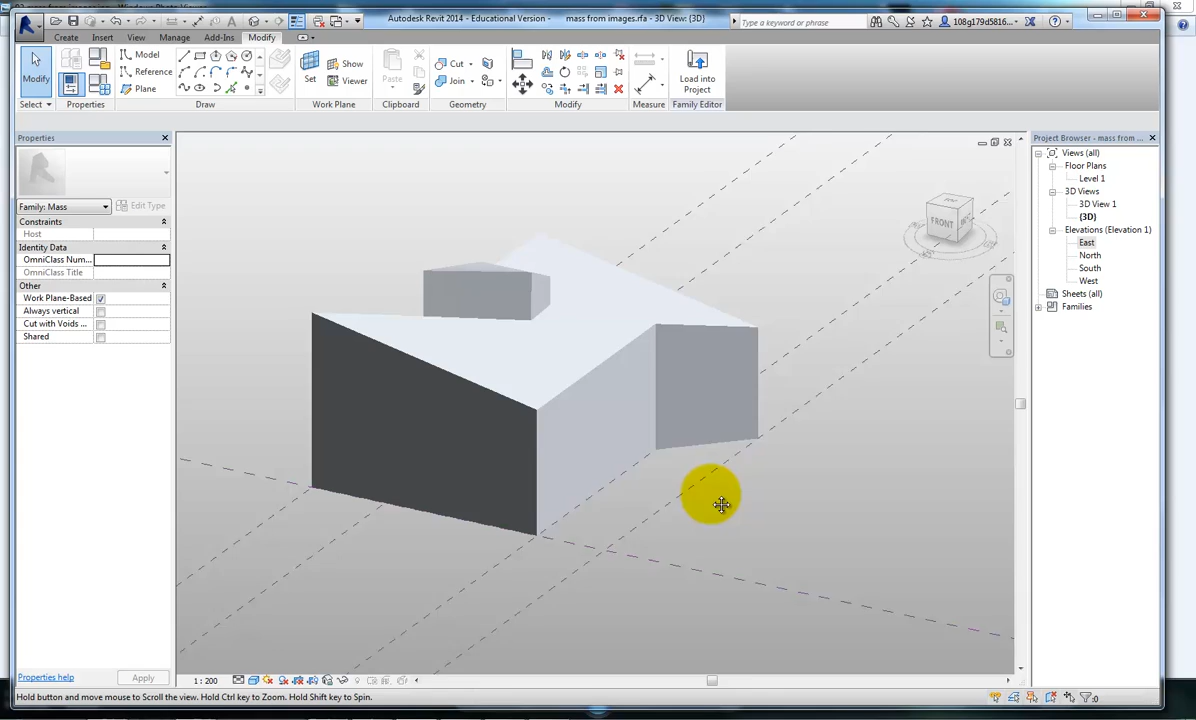 Autodesk Revit 2014 - Educational Version - mass from images.rfa - 3D View: {3D}
Type a keyword or phrase
108g179d5816...
Create Insert View Manage Add-Ins Modify
Modify
Select
Properties
Model
Reference
Plane
Draw
Set
Show
Viewer
Work Plane
Paste
Clipboard
Cut
Join
Geometry
Modify
Measure
Load into
Project
Family Editor
Properties
Family: Mass
Edit Type
Constraints
Host
Identity Data
OmniClass Num...
OmniClass Title
Other
Work Plane-Based
Always vertical
Cut with Voids ...
Shared
Properties help
Apply
FRONT
1 : 200
Project Browser - mass from ...
Views (all)
Floor Plans
Level 1
3D Views
3D View 1
{3D}
Elevations (Elevation 1)
East
North
South
West
Sheets (all)
Families
Hold button and move mouse to Scroll the view. Hold Ctrl key to Zoom. Hold Shift key to Spin.
:0